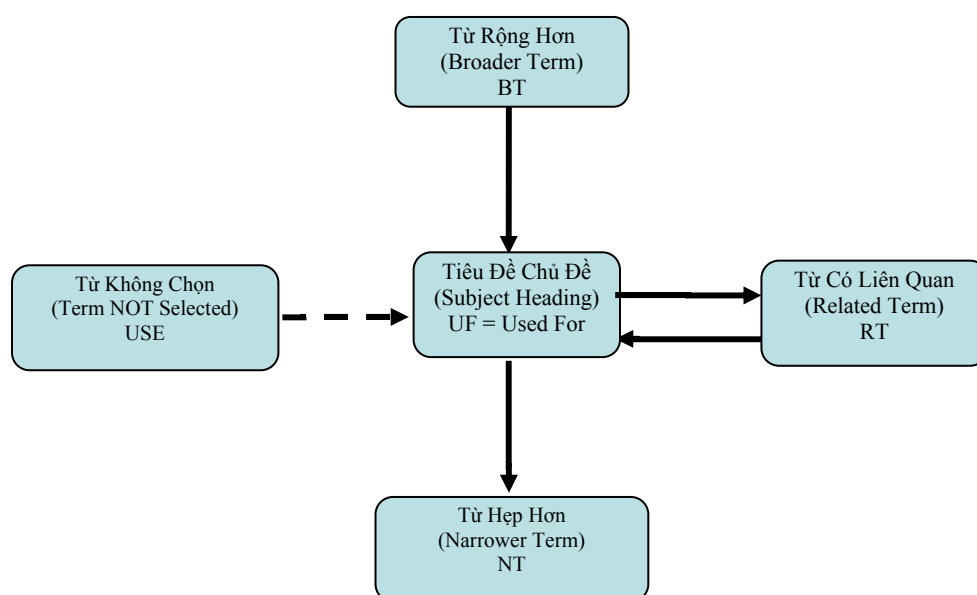 Từ Rộng Hơn
(Broader Term)
BT
Từ Không Chọn
(Term NOT Selected)
USE
Tiêu Đề Chủ Đề
(Subject Heading)
UF = Used For
Từ Có Liên Quan
(Related Term)
RT
Từ Hẹp Hơn
(Narrower Term)
NT